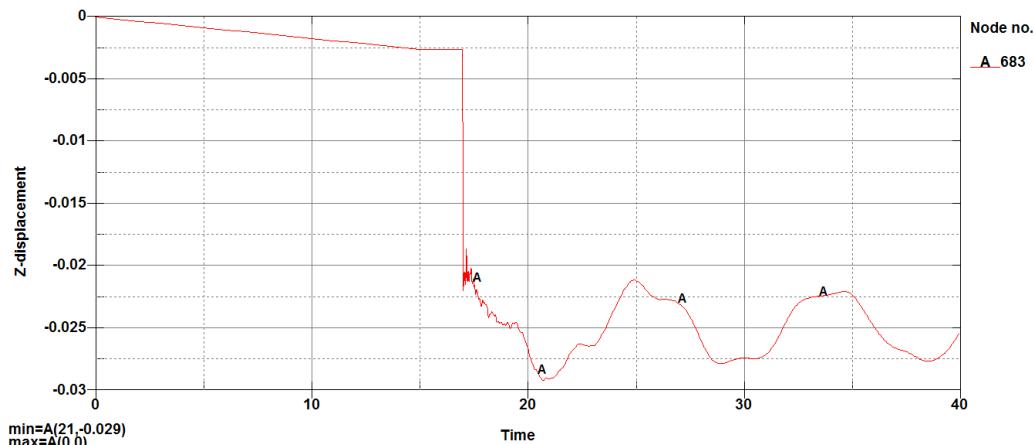 Node no.
A 683
0
-0.005
-0.01
-0.015
-0.02
-0.025
-0.03
Z-displacement
A
A
A
A
0
10
20
30
40
Time
min=A(21,-0.029)
max=A(0,0)